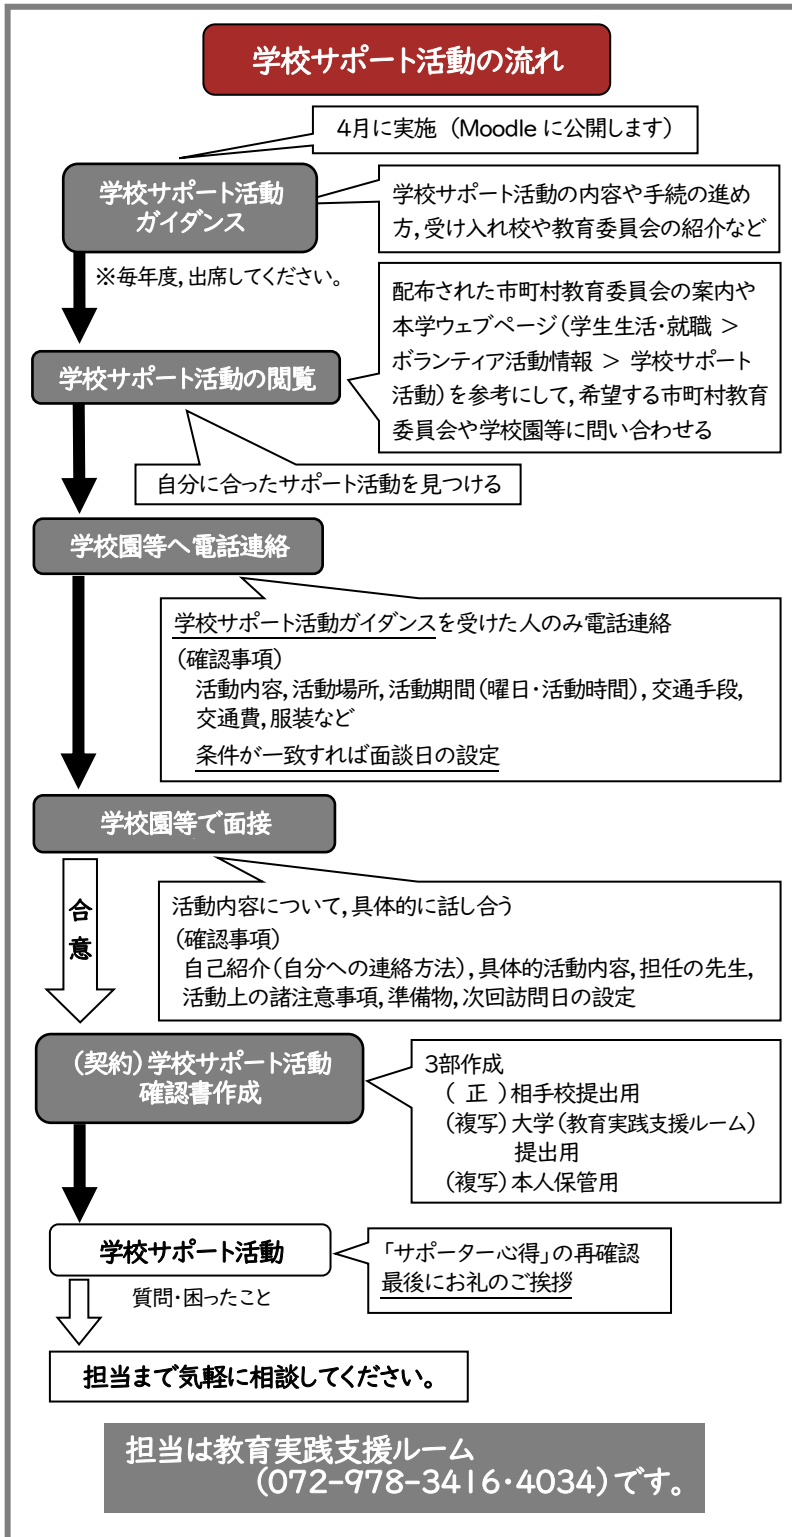 学校サポート活動の流れ
4月に実施（Moodle に公開します）
学校サポート活動
ガイダンス
学校サポート活動の内容や手続の進め
方,受け入れ校や教育委員会の紹介など
※毎年度,出席してください。
配布された市町村教育委員会の案内や
本学ウェブページ（学生生活・就職 ＞
ボランティア活動情報 ＞ 学校サポート
活動）を参考にして,希望する市町村教育
委員会や学校園等に問い合わせる
学校サポート活動の閲覧
自分に合ったサポート活動を見つける
学校園等へ電話連絡
学校サポート活動ガイダンスを受けた人のみ電話連絡
（確認事項）
活動内容,活動場所,活動期間（曜日・活動時間）,交通手段,
交通費,服装など
条件が一致すれば面談日の設定
学校園等で面接
合
意
活動内容について,具体的に話し合う
（確認事項）
自己紹介（自分への連絡方法）,具体的活動内容,担任の先生,
活動上の諸注意事項,準備物,次回訪問日の設定
（契約）学校サポート活動
確認書作成
3部作成
（ 正 ）相手校提出用
（複写）大学（教育実践支援ルーム）
提出用
（複写）本人保管用
学校サポート活動
「サポーター心得」の再確認
最後にお礼のご挨拶
質問・困ったこと
担当まで気軽に相談してください。
担当は教育実践支援ルーム
（072-978-3416・4034）です。